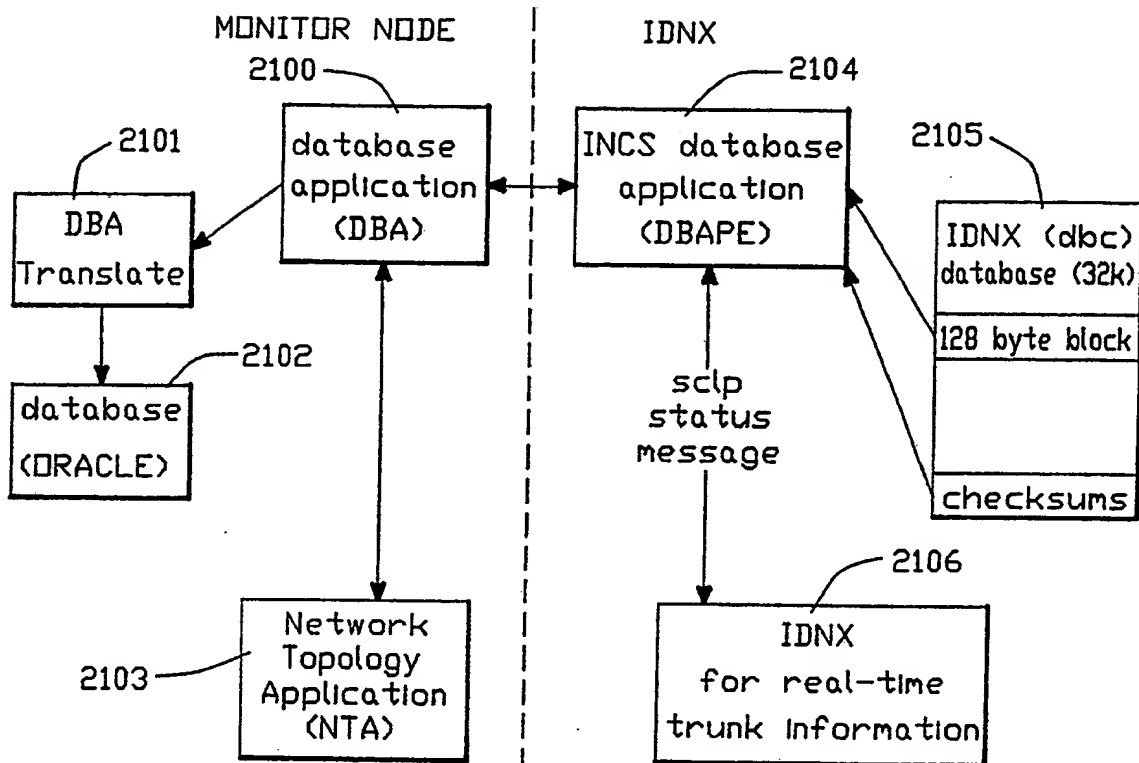 MONITOR NODE
IDNX
2100
2104
2101
2105
database
application
(DBA)
INCS database
application
(DBAPE)
DBA
Translate
IDNX (dbc)
database (32k)
128 byte block
checksums
2102
database
(ORACLE)
sclp
status
message
2106
2103
Network
Topology
Application
(NTA)
IDNX
for real-time
trunk information